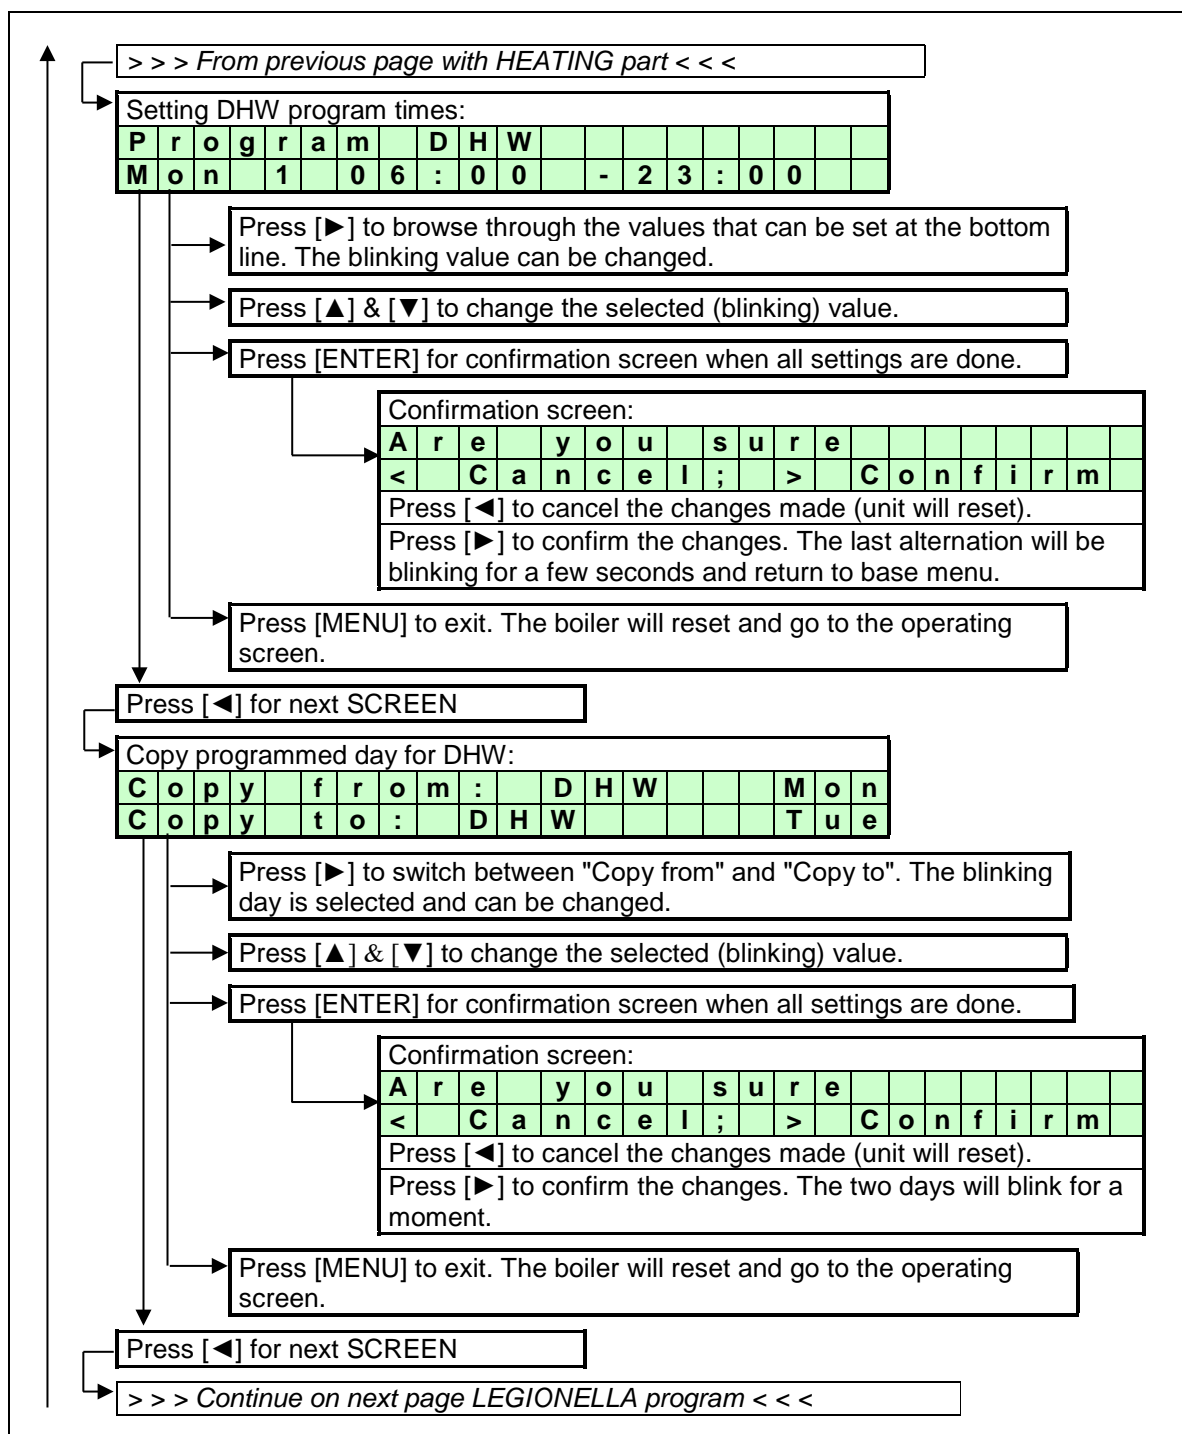 > > > From previous page with HEATING part < < <
Setting DHW program times:
Program DHW
Mon 1 06:00 -23:00
Press [►] to browse through the values that can be set at the bottom
line. The blinking value can be changed.
Press [▲] & [▼] to change the selected (blinking) value.
Press [ENTER] for confirmation screen when all settings are done.
Confirmation screen:
Are you sure
< Cancel; > Confirm
Press [◄] to cancel the changes made (unit will reset).
Press [►] to confirm the changes. The last alternation will be
blinking for a few seconds and return to base menu.
Press [MENU] to exit. The boiler will reset and go to the operating
screen.
Press [◄] for next SCREEN
Copy programmed day for DHW:
Copy from: DHW Mon
Copy to: DHW Tue
Press [►] to switch between "Copy from" and "Copy to". The blinking
day is selected and can be changed.
Press [▲] & [▼] to change the selected (blinking) value.
Press [ENTER] for confirmation screen when all settings are done.
Confirmation screen:
Are you sure
< Cancel; > Confirm
Press [◄] to cancel the changes made (unit will reset).
Press [►] to confirm the changes. The two days will blink for a
moment.
Press [MENU] to exit. The boiler will reset and go to the operating
screen.
Press [◄] for next SCREEN
> > > Continue on next page LEGIONELLA program < < <